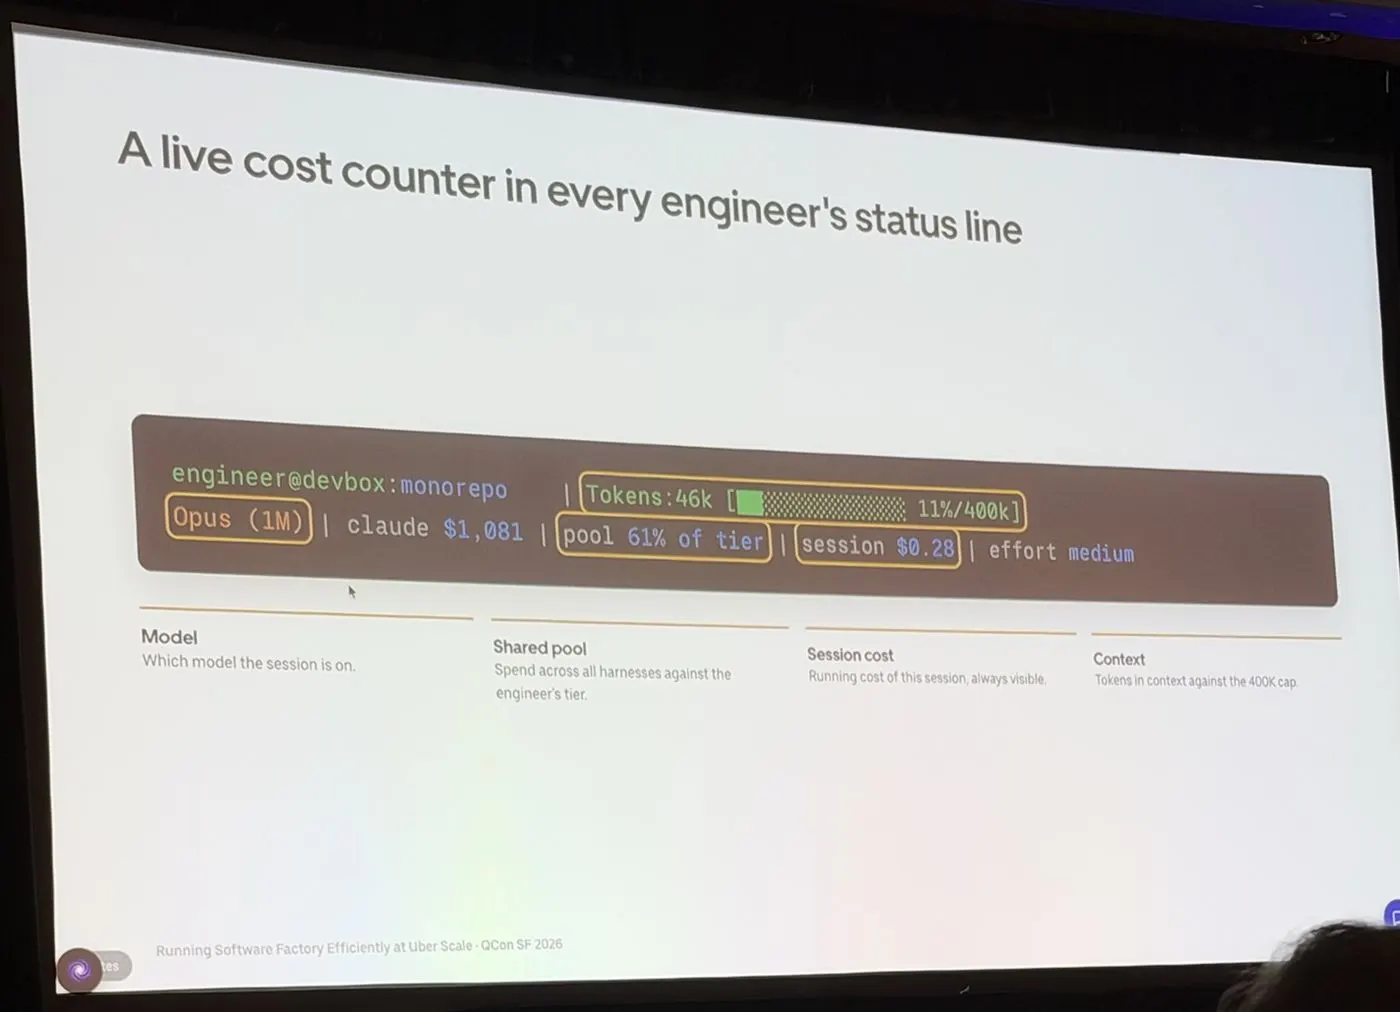 A live cost counter in every engineer's status line
engineer@devbox:monorepo | Tokens:46k [ 11%/400k]
Opus (1M) | claude $1,081 | pool 61% of tier | session $0.28 | effort medium
Model
Which model the session is on.
Shared pool
Spend across all harnesses against the
engineer's tier.
Session cost
Running cost of this session, always visible.
Context
Tokens in context against the 400K cap.
Running Software Factory Efficiently at Uber Scale · QCon SF 2026